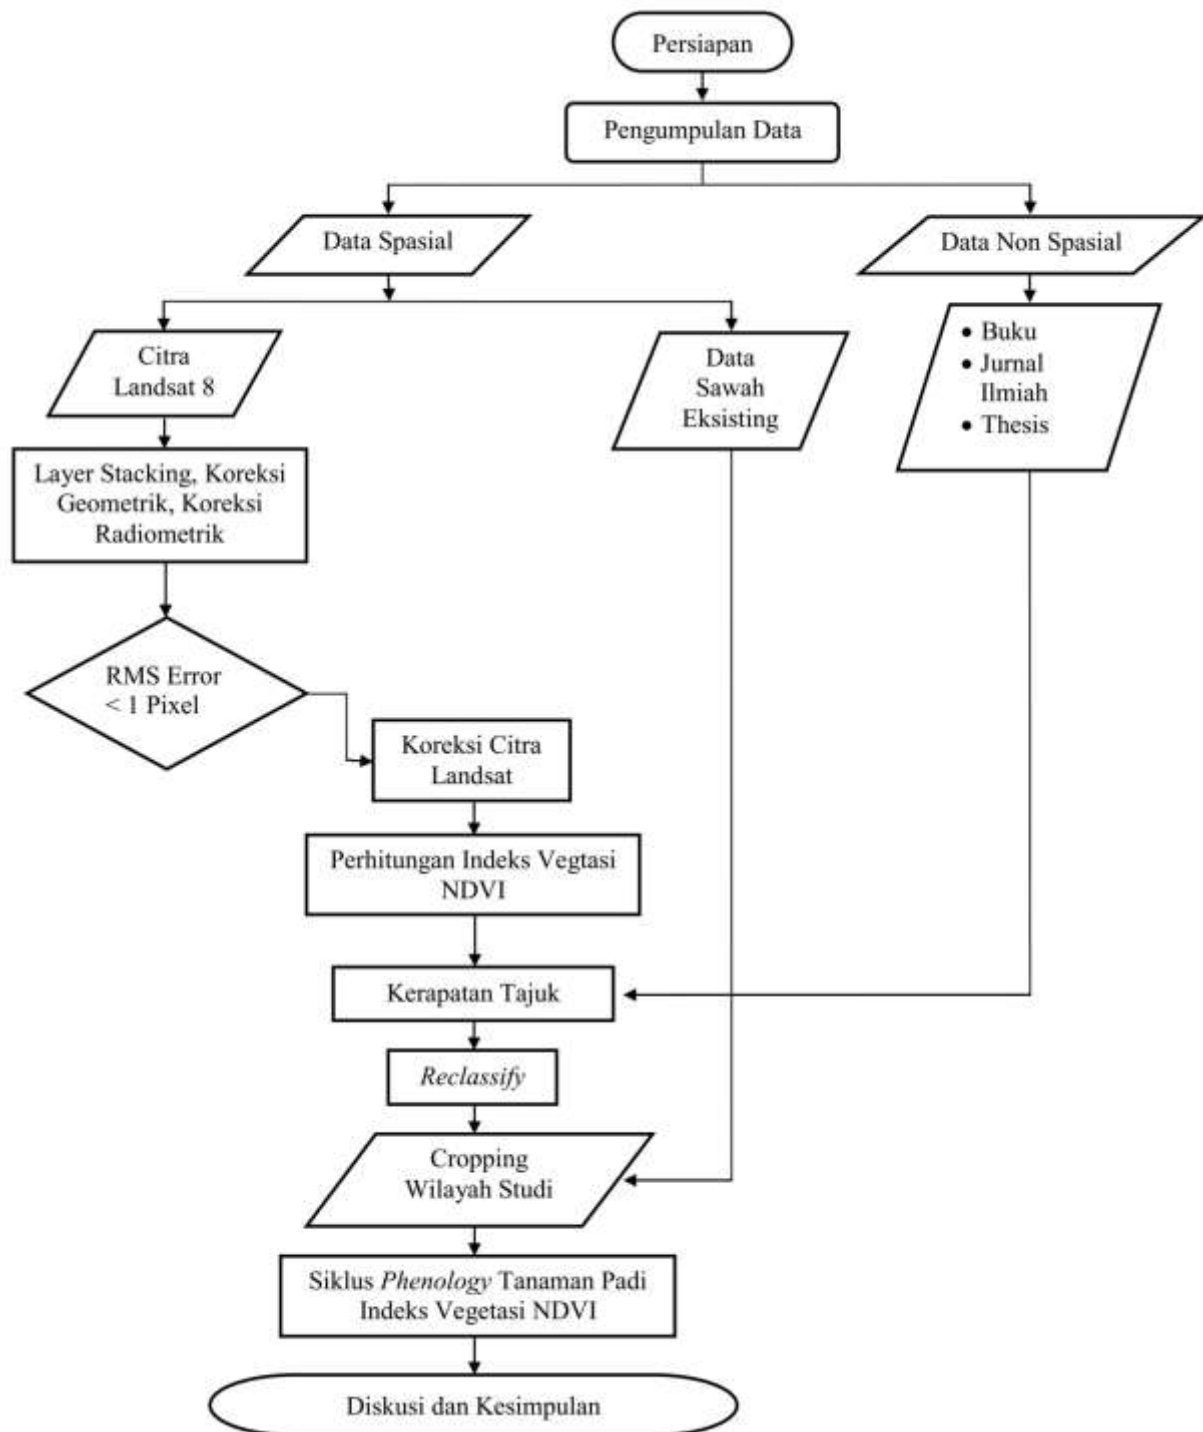 Persiapan
Pengumpulan Data
Data Spasial
Data Non Spasial
Citra
Landsat 8
Data
Sawah
Eksisting
• Buku
• Jurnal
Ilmiah
• Thesis
Layer Stacking, Koreksi
Geometrik, Koreksi
Radiometrik
RMS Error
< 1 Pixel
Koreksi Citra
Landsat
Perhitungan Indeks Vegtasi
NDVI
Kerapatan Tajuk
Reclassify
Cropping
Wilayah Studi
Siklus Phenology Tanaman Padi
Indeks Vegetasi NDVI
Diskusi dan Kesimpulan